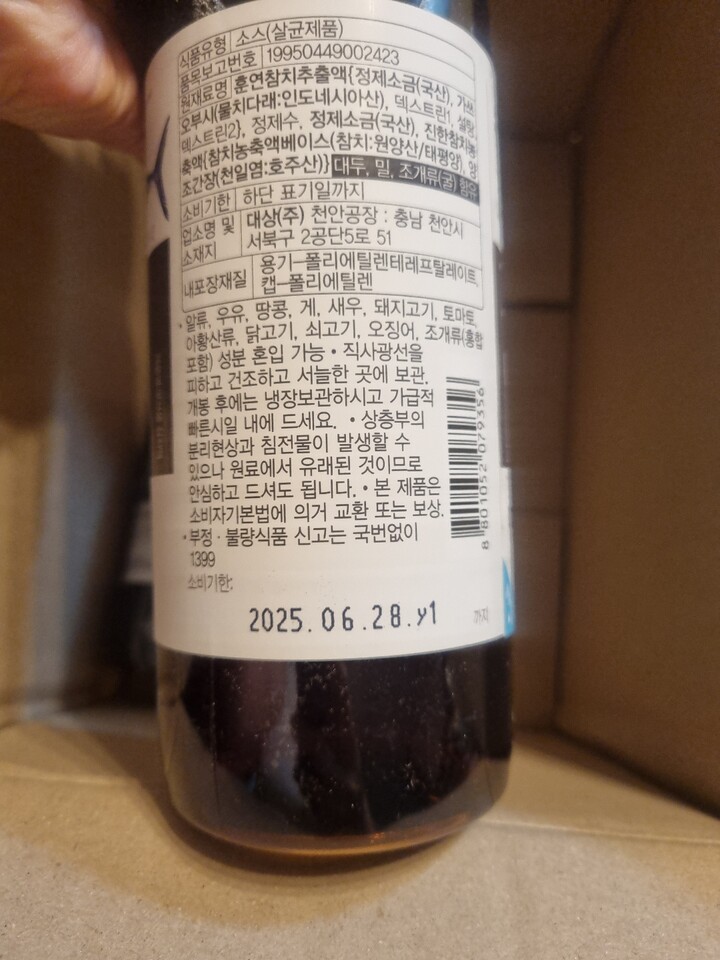 식품유형 소스(살균제품)
품목보고번호 19950449002423
원재료명 훈연참치추출액{정제소금(국산), 가쓰
오부시(물치다래:인도네시아산), 덱스트린1, 설탕,
덱스트린2}, 정제수, 정제소금(국산), 진한참치농
축액{참치농축액베이스(참치:원양산/태평양), 양
조간장(천일염:호주산)} 대두, 밀, 조개류(굴) 함유
소비기한 하단 표기일까지
업소명 및 소재지 대상(주) 천안공장 : 충남 천안시
서북구 2공단5로 51
내포장재질 용기–폴리에틸렌테레프탈레이트,
캡–폴리에틸렌
• 알류, 우유, 땅콩, 게, 새우, 돼지고기, 토마토,
아황산류, 닭고기, 쇠고기, 오징어, 조개류(홍합
포함) 성분 혼입 가능 • 직사광선을
피하고 건조하고 서늘한 곳에 보관.
개봉 후에는 냉장보관하시고 가급적
빠른시일 내에 드세요. • 상층부의
분리현상과 침전물이 발생할 수
있으나 원료에서 유래된 것이므로
안심하고 드셔도 됩니다. • 본 제품은
소비자기본법에 의거 교환 또는 보상.
• 부정 · 불량식품 신고는 국번없이
1399
8 801052 079356
소비기한:
2025.06.28.y1 까지